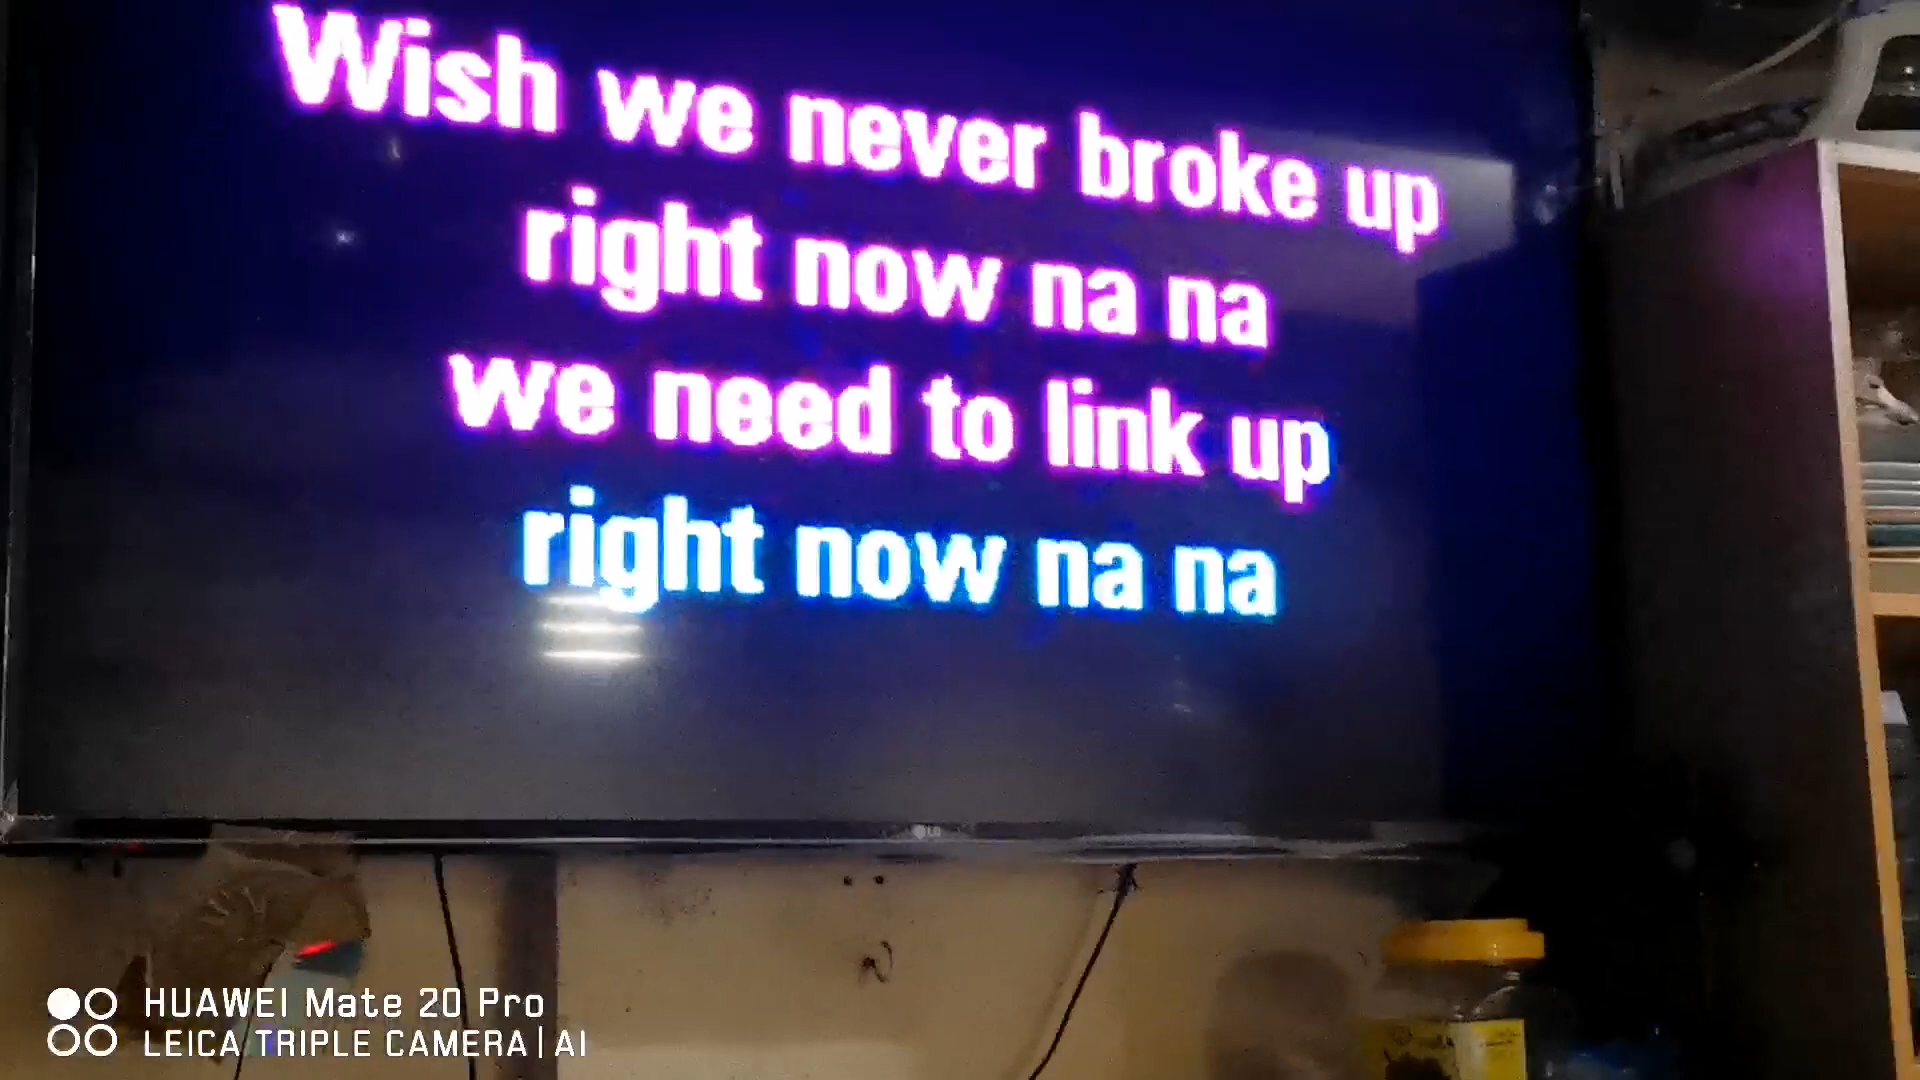 Wish we never broke up
right now na na
we need to link up
right now na na
LG
HUAWEI Mate 20 Pro
LEICA TRIPLE CAMERA | AI